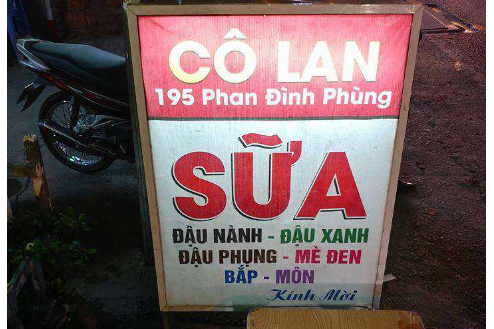 CÔ LAN
195 Phan Đình Phùng
SỮA
ĐẬU NÀNH - ĐẬU XANH
ĐẬU PHỤNG - MÈ ĐEN
BẮP - MÔN
Kính Mời